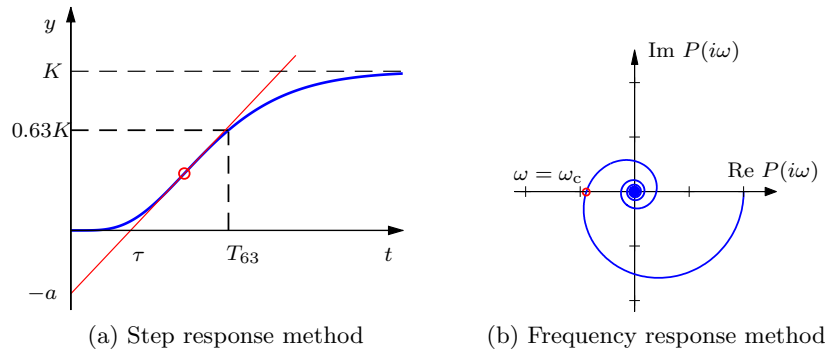 y
K
0.63K
τ
T63
t
−a
(a) Step response method
Im P(iω)
ω = ωc
Re P(iω)
(b) Frequency response method